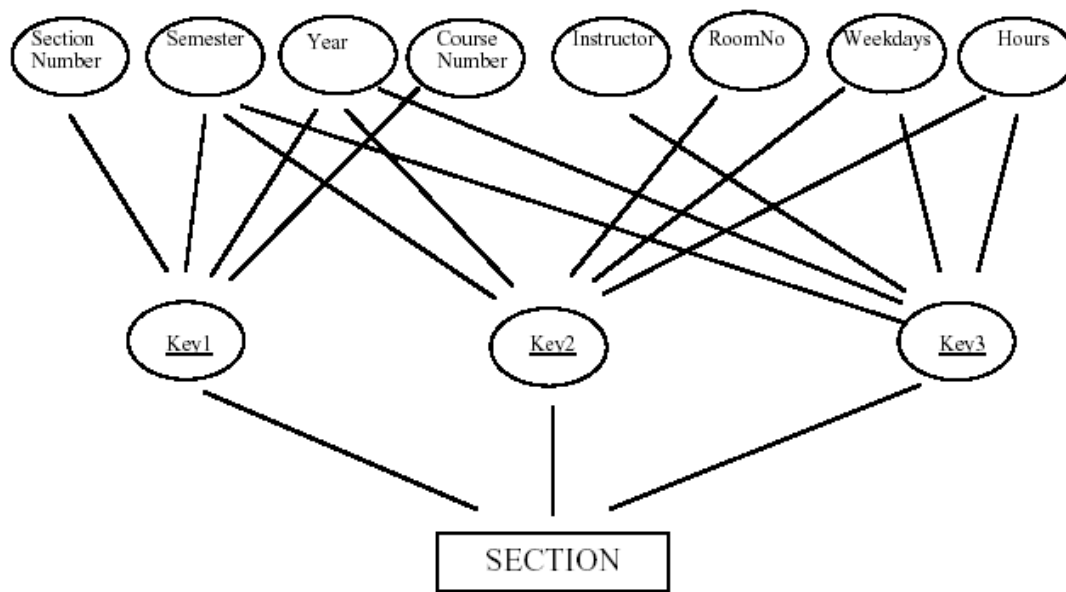 Section
Number
Semester
Year
Course
Number
Instructor
RoomNo
Weekdays
Hours
Key1
Key2
Key3
SECTION